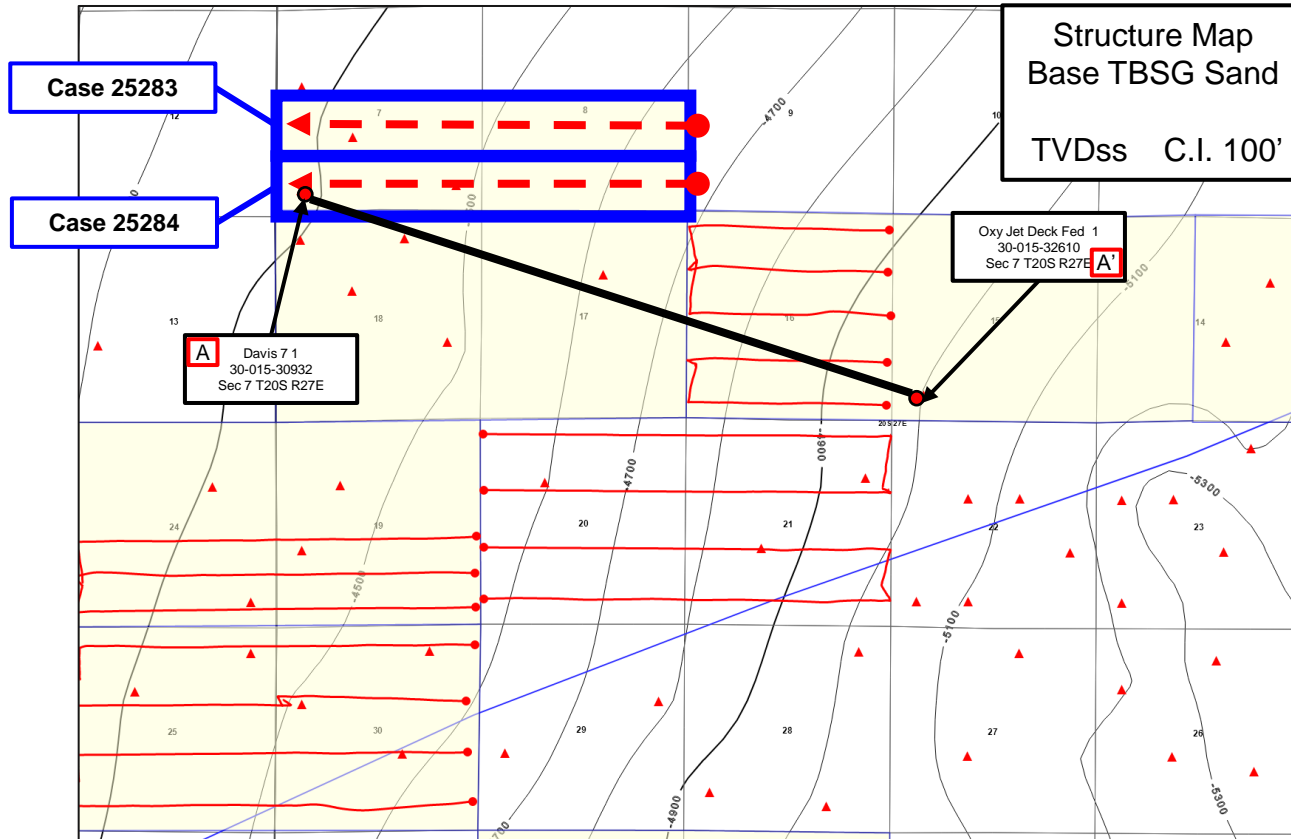 Structure Map
Base TBSG Sand
TVDss C.I. 100’
Case 25283
Case 25284
12
7
8
9
10
-4700
Oxy Jet Deck Fed 1
30-015-32610
Sec 7 T20S R27E
A'
-5100
13
18
17
16
14
A
Davis 7 1
30-015-30932
Sec 7 T20S R27E
20S 27E
-4900
-4700
-5300
24
19
20
21
22
23
-4500
-5100
25
30
29
28
27
26
-4900
-5300